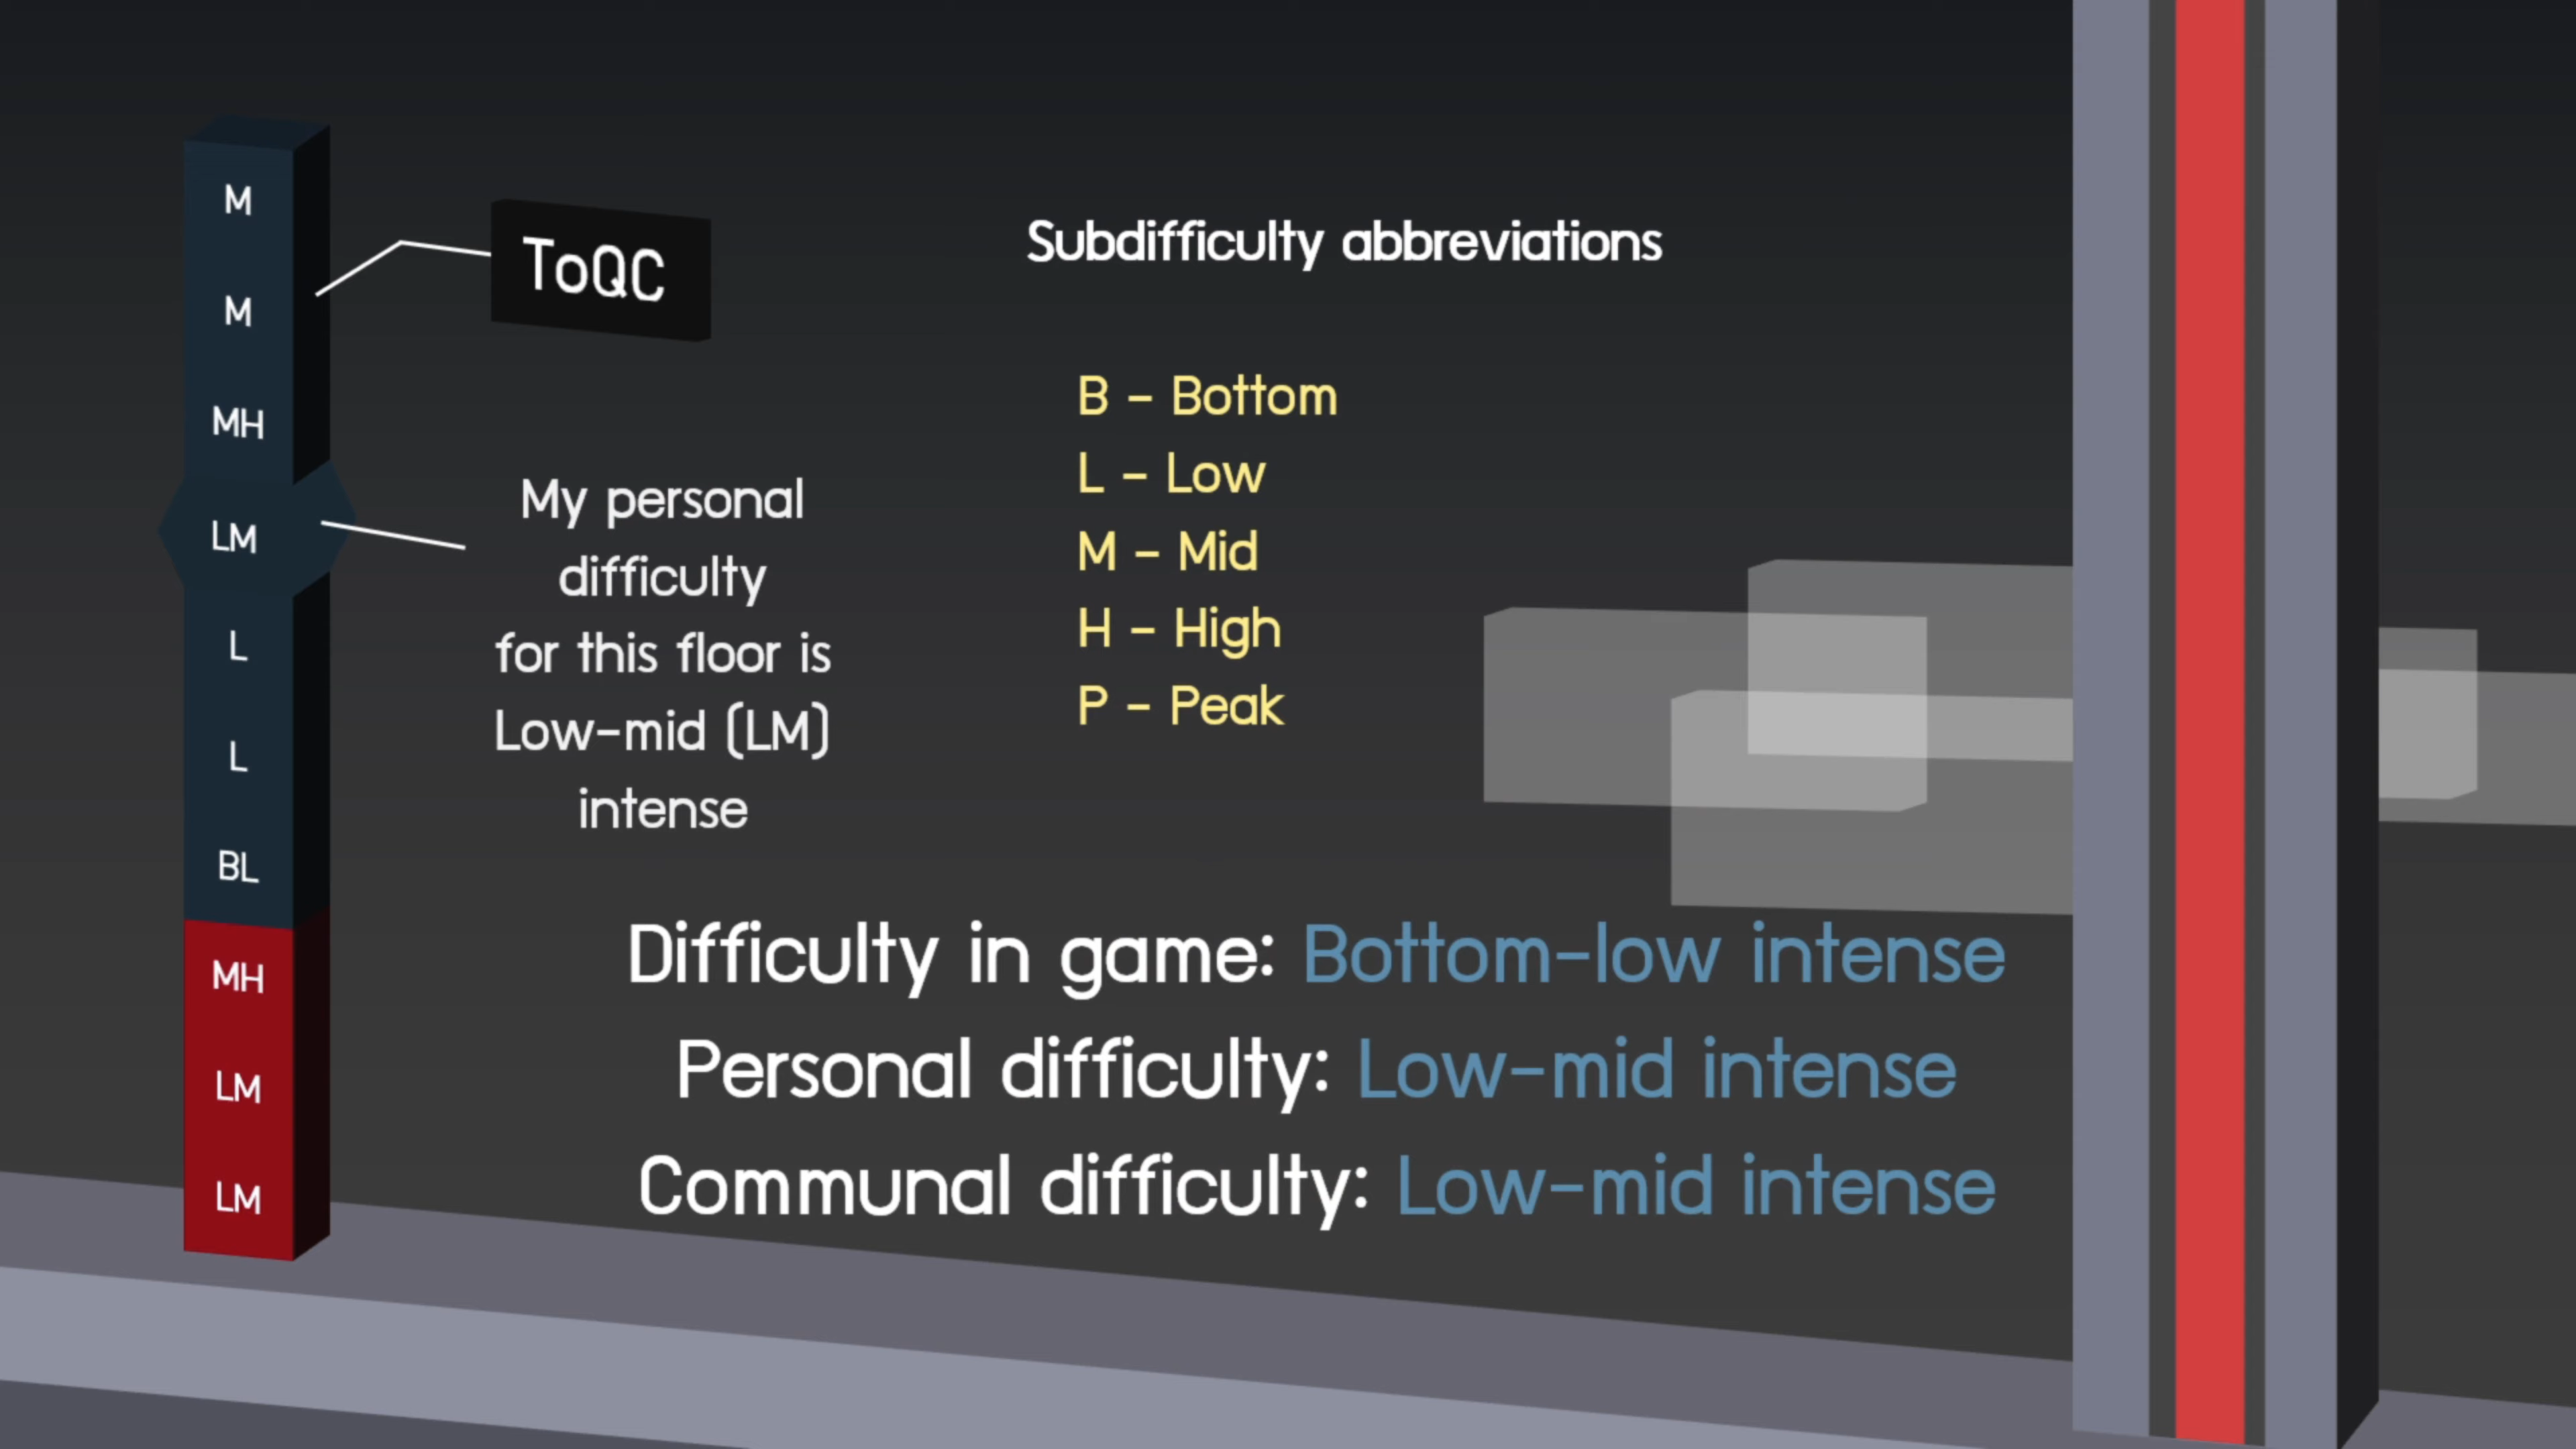 M
M
MH
LM
L
L
BL
MH
LM
LM
ToQC
My personal
difficulty
for this floor is
Low-mid (LM)
intense
Subdifficulty abbreviations
B - Bottom
L - Low
M - Mid
H - High
P - Peak
Difficulty in game: Bottom-low intense
Personal difficulty: Low-mid intense
Communal difficulty: Low-mid intense